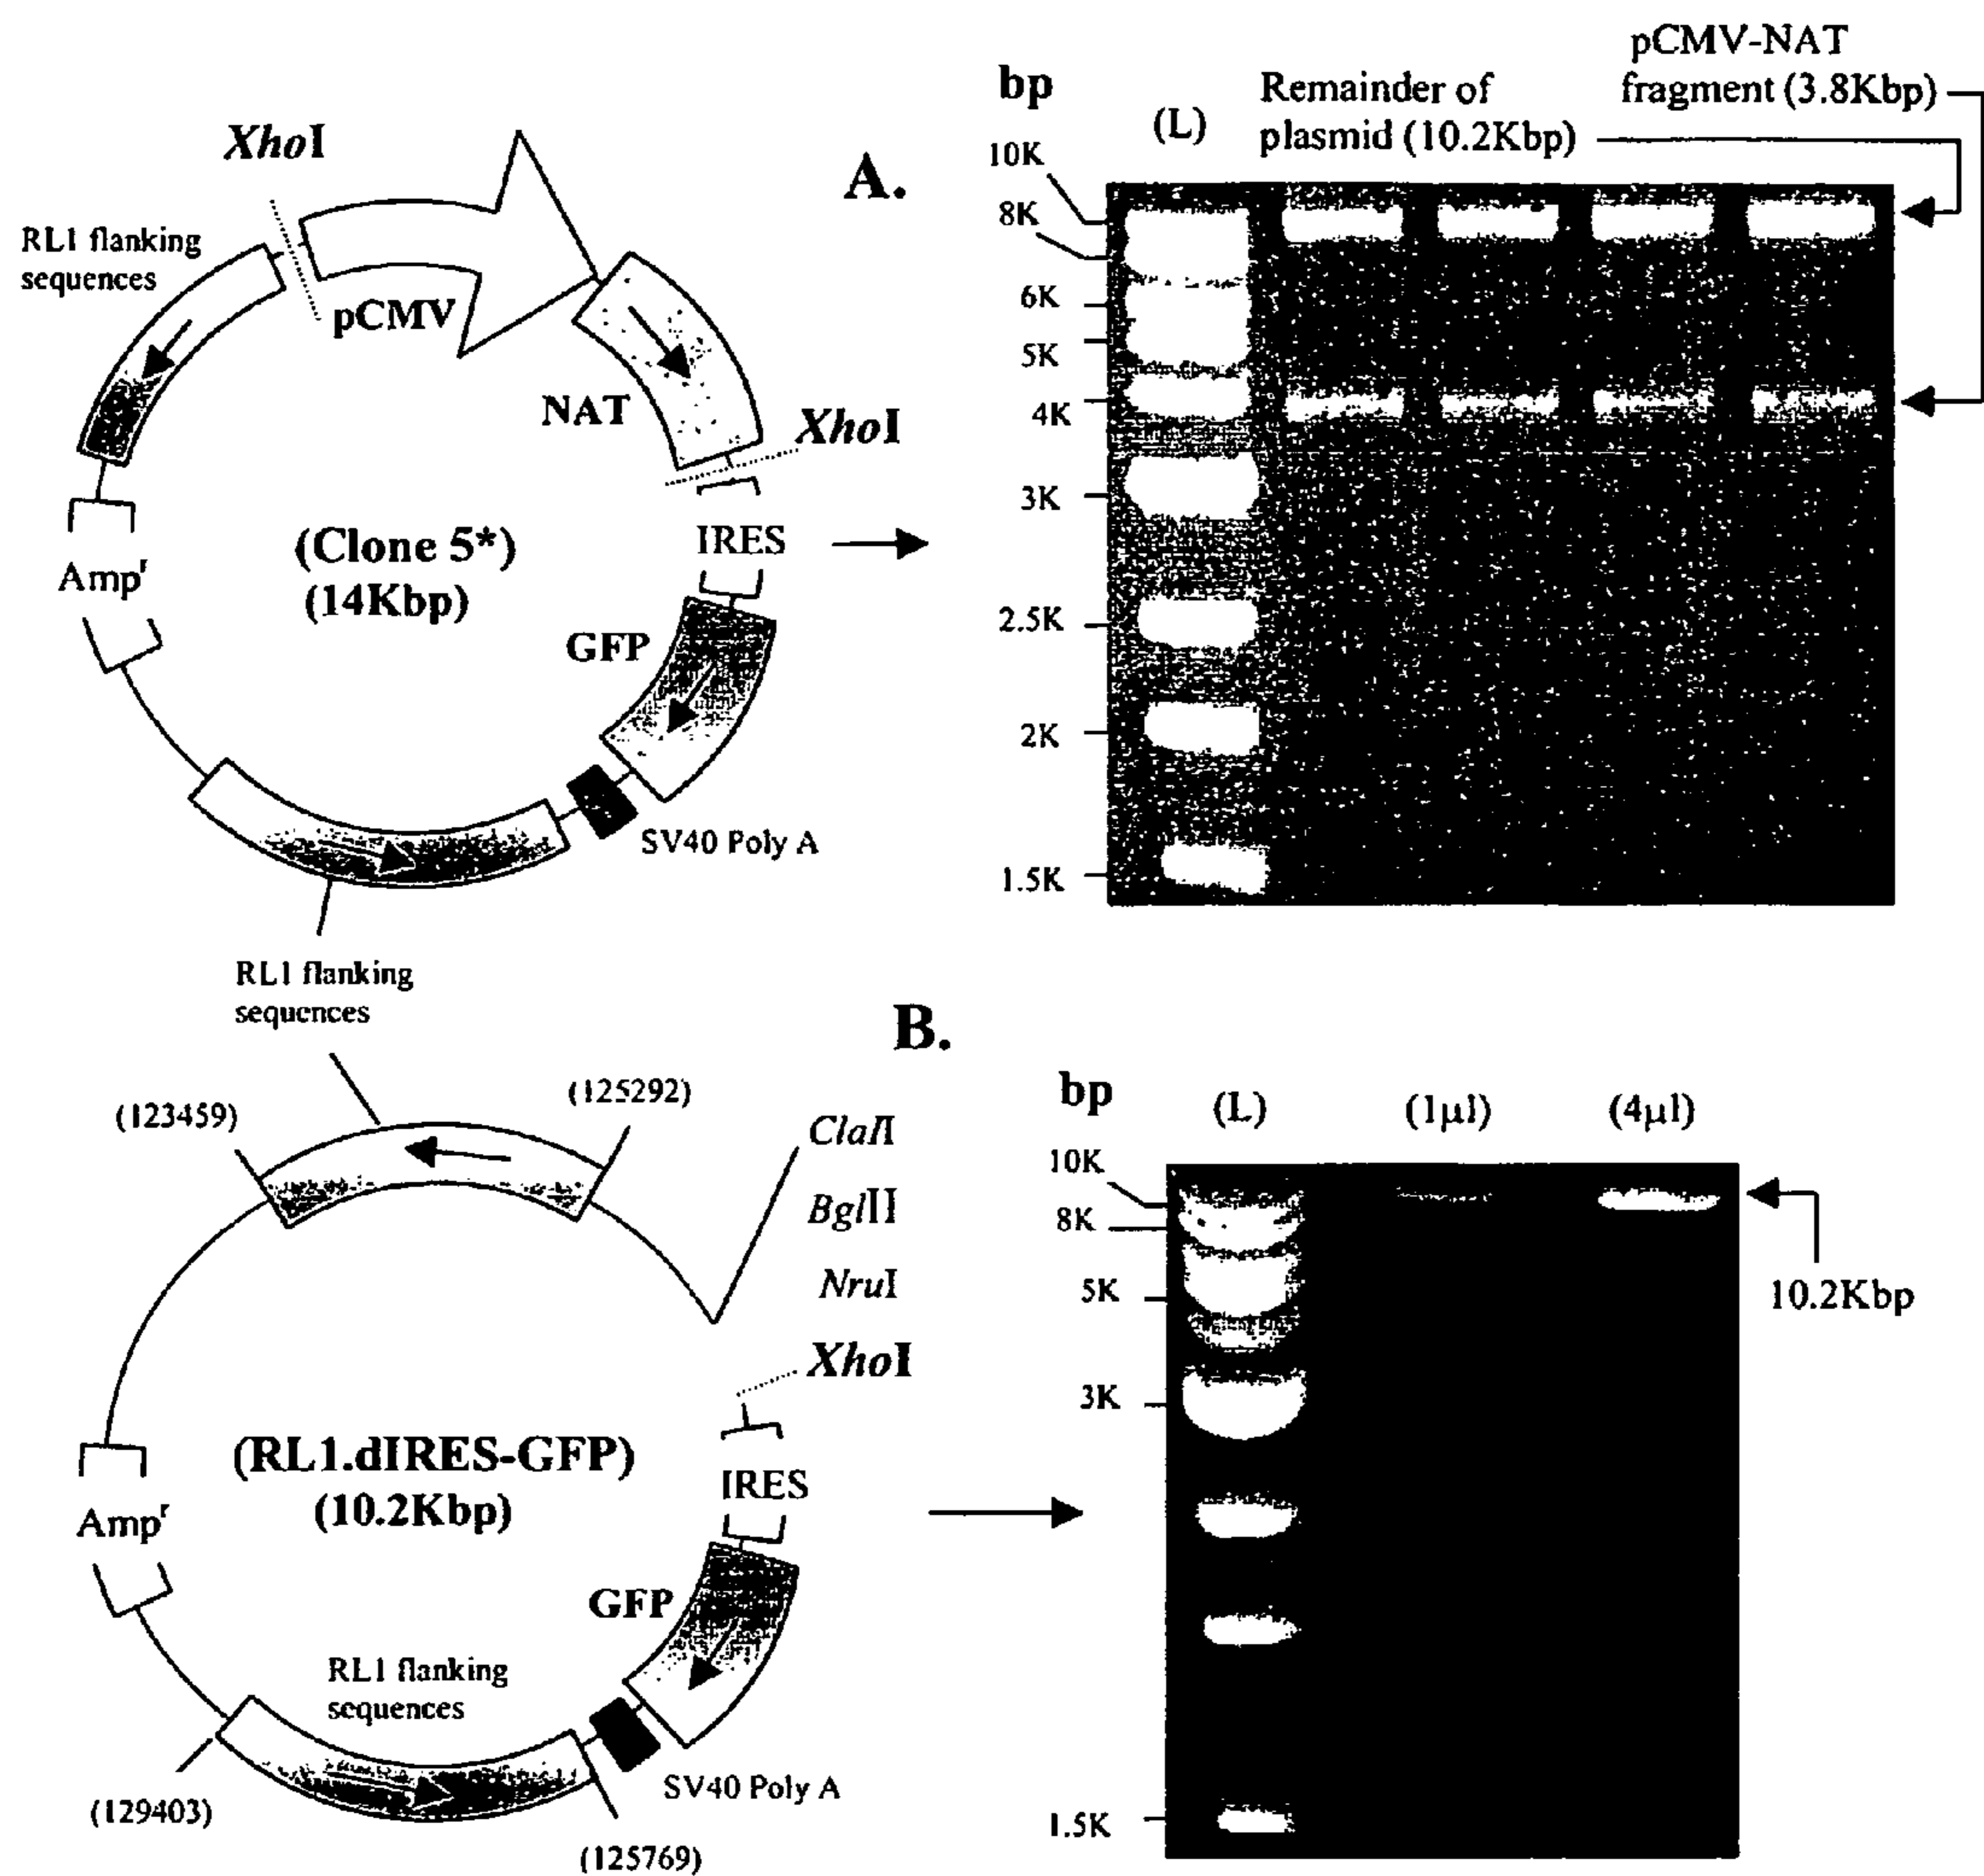 A.
XhoI
RL1 flanking
sequences
pCMV
NAT
XhoI
IRES
(Clone 5*)
(14Kbp)
Ampʳ
GFP
SV40 Poly A
RL1 flanking
sequences
bp
(L)
Remainder of
plasmid (10.2Kbp)
pCMV-NAT
fragment (3.8Kbp)
10K
8K
6K
5K
4K
3K
2.5K
2K
1.5K
B.
(123459)
(125292)
ClaI
BglII
NruI
XhoI
(RL1.dIRES-GFP)
(10.2Kbp)
IRES
Ampʳ
GFP
RL1 flanking
sequences
SV40 Poly A
(129403)
(125769)
bp
(L)
(1µl)
(4µl)
10K
8K
5K
3K
1.5K
10.2Kbp